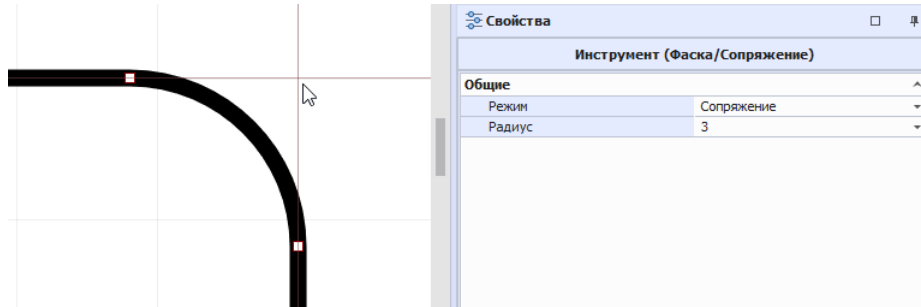 Свойства
Инструмент (Фаска/Сопряжение)
Общие
Режим Сопряжение
Радиус 3